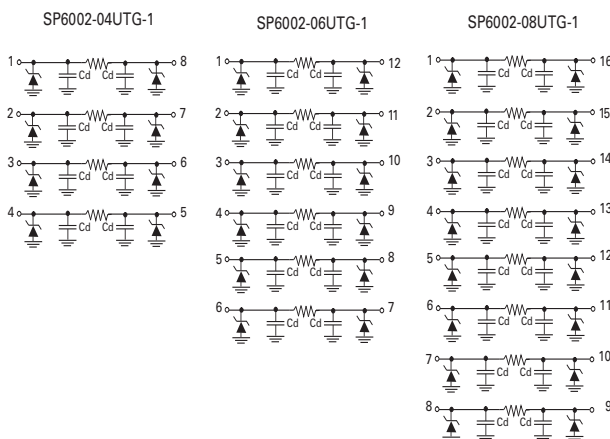 SP6002-04UTG-1
1 Cd Cd 8
2 Cd Cd 7
3 Cd Cd 6
4 Cd Cd 5
SP6002-06UTG-1
1 Cd Cd 12
2 Cd Cd 11
3 Cd Cd 10
4 Cd Cd 9
5 Cd Cd 8
6 Cd Cd 7
SP6002-08UTG-1
1 Cd Cd 16
2 Cd Cd 15
3 Cd Cd 14
4 Cd Cd 13
5 Cd Cd 12
6 Cd Cd 11
7 Cd Cd 10
8 Cd Cd 9